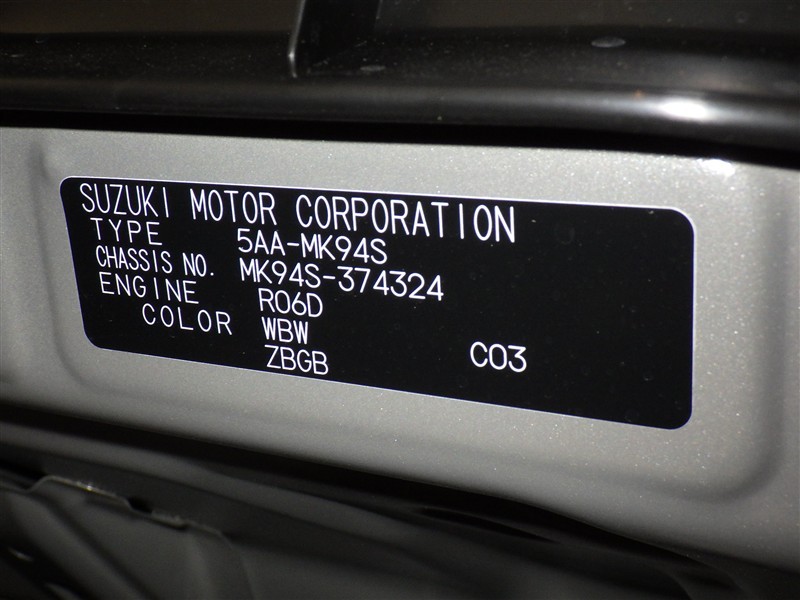 SUZUKI MOTOR CORPORATION
TYPE 5AA-MK94S
CHASSIS NO. MK94S-374324
ENGINE R06D
COLOR WBW
ZBGB C03